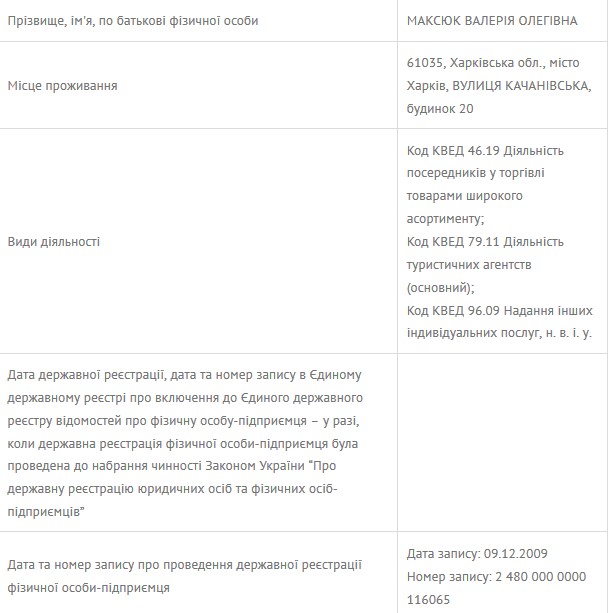 Прізвище, ім'я, по батькові фізичної особи
МАКСЮК ВАЛЕРІЯ ОЛЕГІВНА
Місце проживання
61035, Харківська обл., місто
Харків, ВУЛИЦЯ КАЧАНІВСЬКА,
будинок 20
Види діяльності
Код КВЕД 46.19 Діяльність
посередників у торгівлі
товарами широкого
асортименту;
Код КВЕД 79.11 Діяльність
туристичних агентств
(основний);
Код КВЕД 96.09 Надання інших
індивідуальних послуг, н. в. і. у.
Дата державної реєстрації, дата та номер запису в Єдиному
державному реєстрі про включення до Єдиного державного
реєстру відомостей про фізичну особу-підприємця – у разі,
коли державна реєстрація фізичної особи-підприємця була
проведена до набрання чинності Законом України “Про
державну реєстрацію юридичних осіб та фізичних осіб-
підприємців”
Дата та номер запису про проведення державної реєстрації
фізичної особи-підприємця
Дата запису: 09.12.2009
Номер запису: 2 480 000 0000
116065